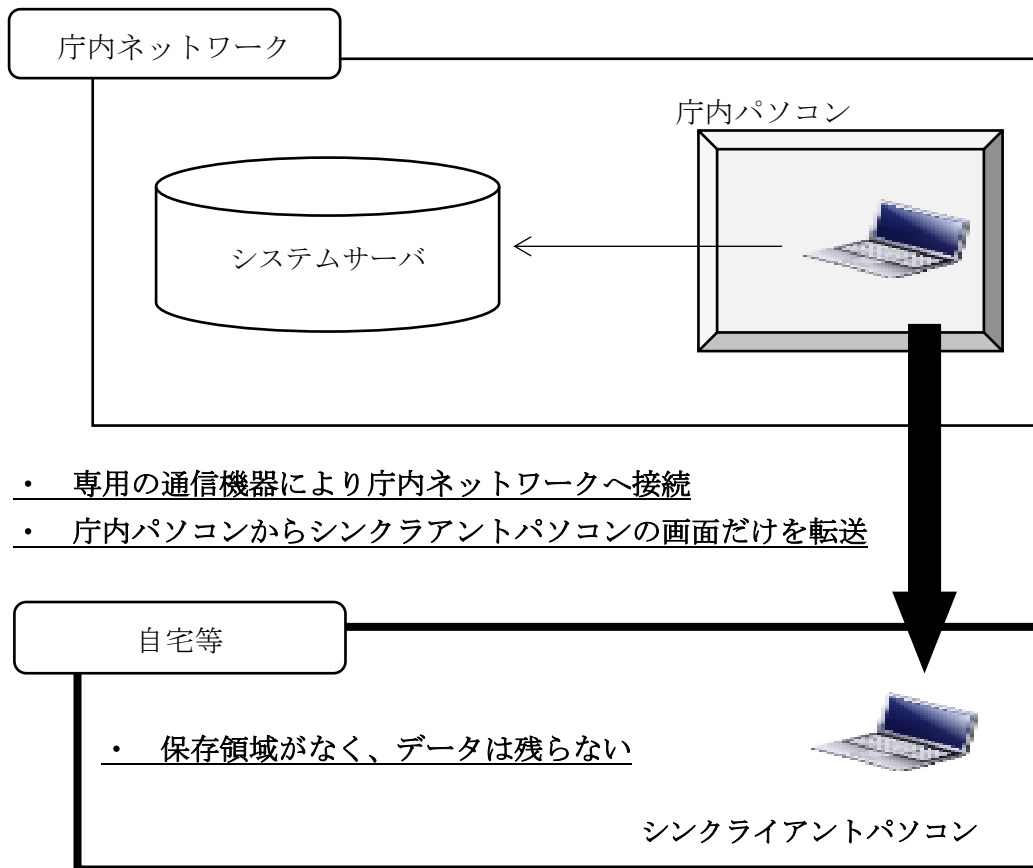 庁内ネットワーク
庁内パソコン
システムサーバ
・　専用の通信機器により庁内ネットワークへ接続
・　庁内パソコンからシンクラアントパソコンの画面だけを転送
自宅等
・　保存領域がなく、データは残らない
シンクライアントパソコン